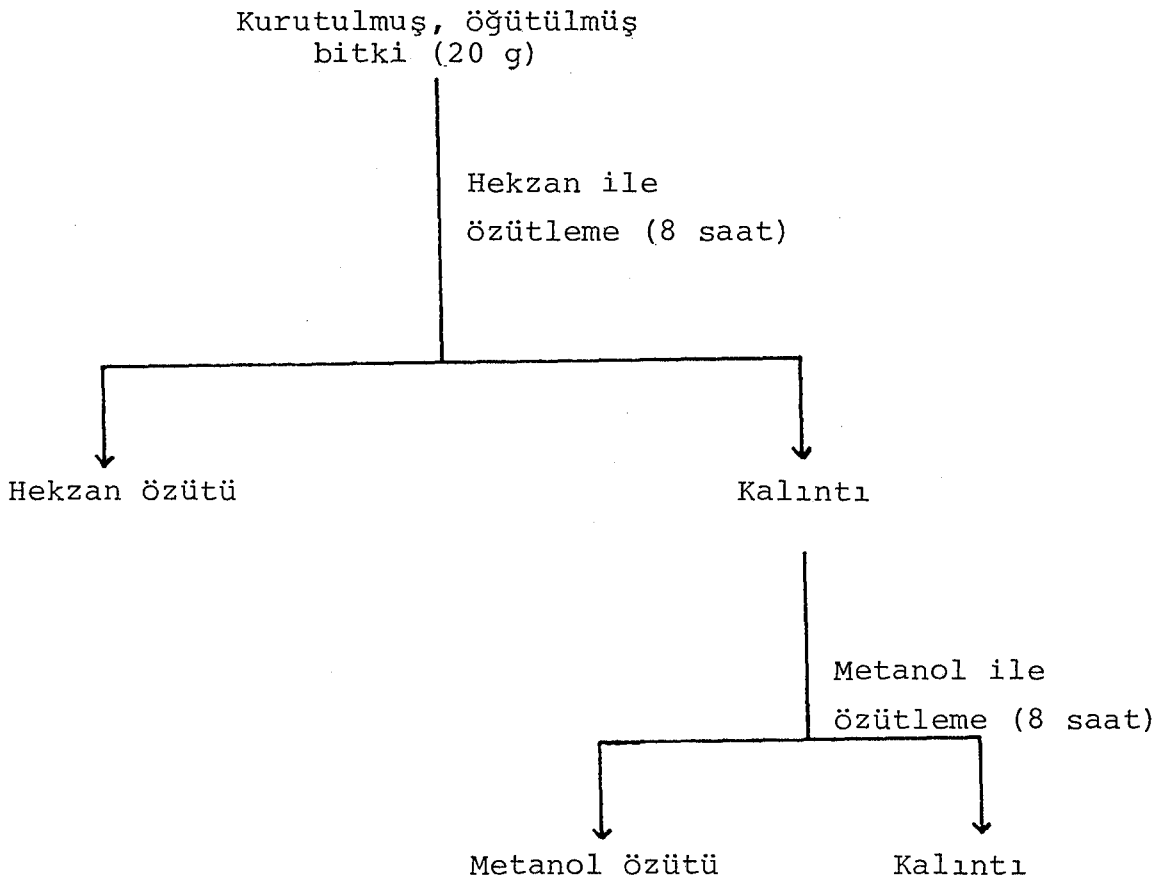 Kurutulmuş, öğütülmüş
bitki (20 g)
Hekzan ile
özütleme (8 saat)
Hekzan özütü
Kalıntı
Metanol ile
özütleme (8 saat)
Metanol özütü
Kalıntı